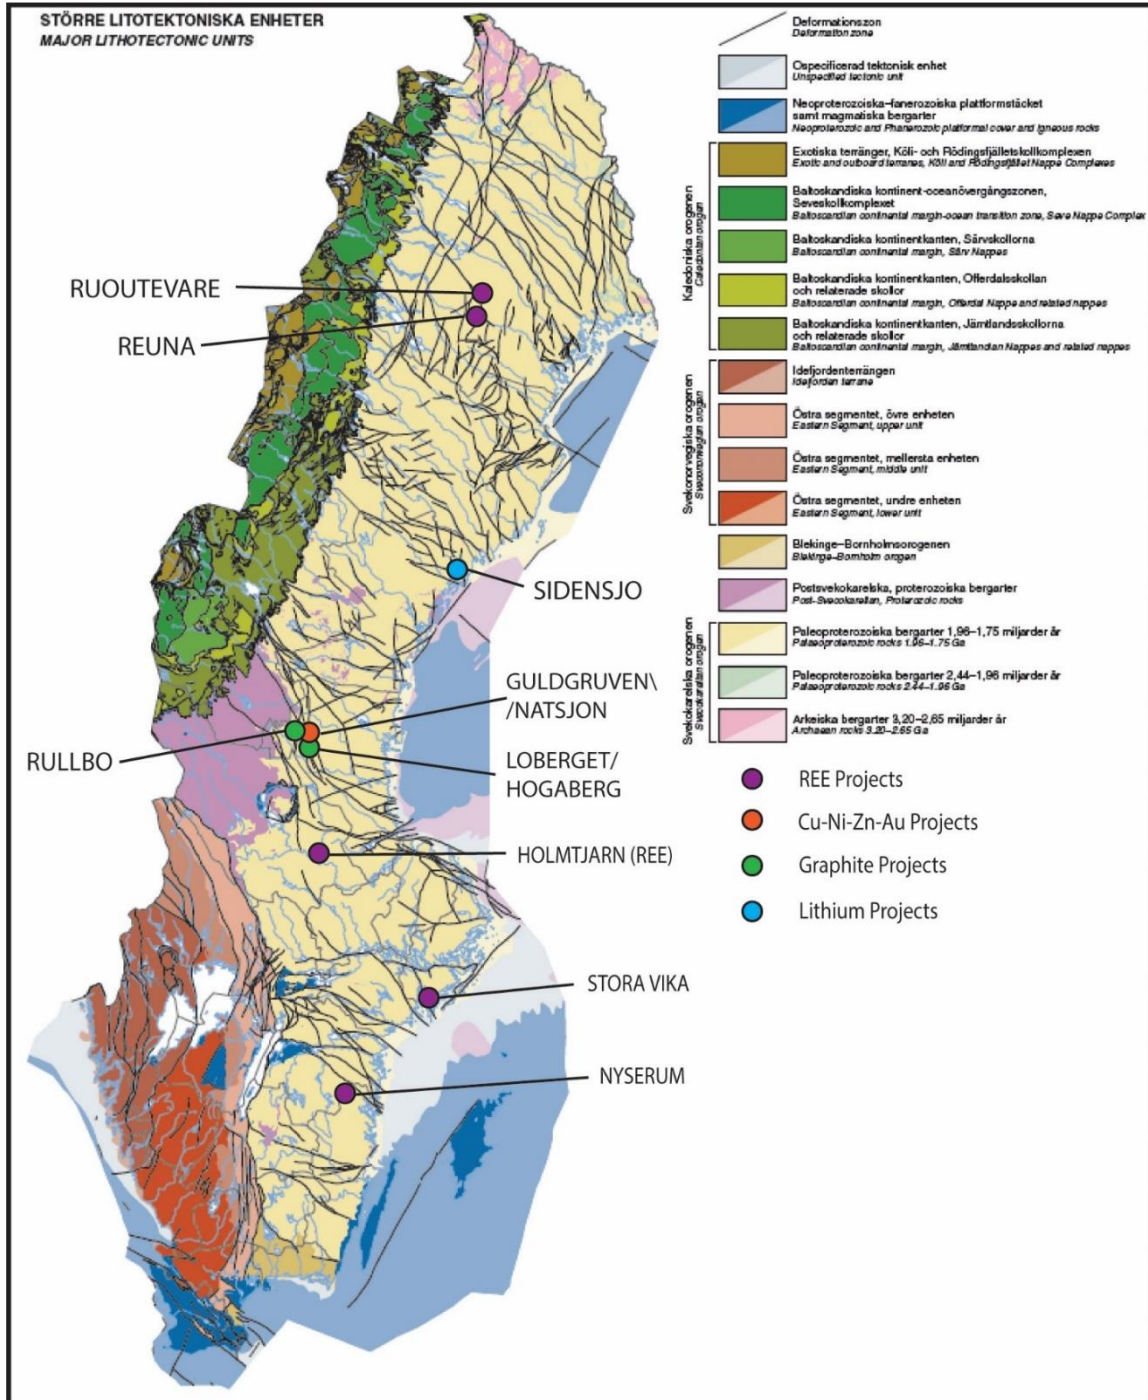 STÖRRE LITOTEKTONISKA ENHETER
MAJOR LITHOTECTONIC UNITS
RUOUTEVARE
REUNA
SIDENSJO
GULDGRUVEN\
/NATSJON
RULLBO
LOBERGET/
HOGABERG
HOLMTJARN (REE)
STORA VIKA
NYSERUM
Deformationszon
Deformation zone
Ospecificerad tektonisk enhet
Unspecified tectonic unit
Neoproterozoiska–fanerozoiska plattformstäcket
samt magmatiska bergarter
Neoproterozoic and Phanerozoic platformal cover and igneous rocks
Kaledoniska orogenen
Caledonian orogen
Exotiska terränger, Köli- och Rödingsfjälletskollkomplexen
Exotic and outboard terranes, Köli and Rödingsfjället Nappe Complexes
Baltoskandiska kontinent-oceanövergångszonen,
Seveskollkomplexet
Baltoscandian continental margin-ocean transition zone, Seve Nappe Complex
Baltoskandiska kontinentkanten, Särvskollorna
Baltoscandian continental margin, Särv Nappes
Baltoskandiska kontinentkanten, Offerdalsskollan
och relaterade skollor
Baltoscandian continental margin, Offerdal Nappe and related nappes
Baltoskandiska kontinentkanten, Jämtlandsskollorna
och relaterade skollor
Baltoscandian continental margin, Jämtlandian Nappes and related nappes
Svekonorvegiska orogenen
Sveconorwegian orogen
Idefjordenterrängen
Idefjorden terrane
Östra segmentet, övre enheten
Eastern Segment, upper unit
Östra segmentet, mellersta enheten
Eastern Segment, middle unit
Östra segmentet, undre enheten
Eastern Segment, lower unit
Blekinge–Bornholmsorogenen
Blekinge–Bornholm orogen
Postsvekokarelska, proterozoiska bergarter
Post-Svecokarelian, Proterozoic rocks
Svekokarelska orogenen
Svecokarelian orogen
Paleoproterozoiska bergarter 1,96–1,75 miljarder år
Palaeoproterozoic rocks 1.96–1.75 Ga
Paleoproterozoiska bergarter 2,44–1,96 miljarder år
Palaeoproterozoic rocks 2.44–1.96 Ga
Arkeiska bergarter 3,20–2,65 miljarder år
Archaean rocks 3.20–2.65 Ga
REE Projects
Cu-Ni-Zn-Au Projects
Graphite Projects
Lithium Projects